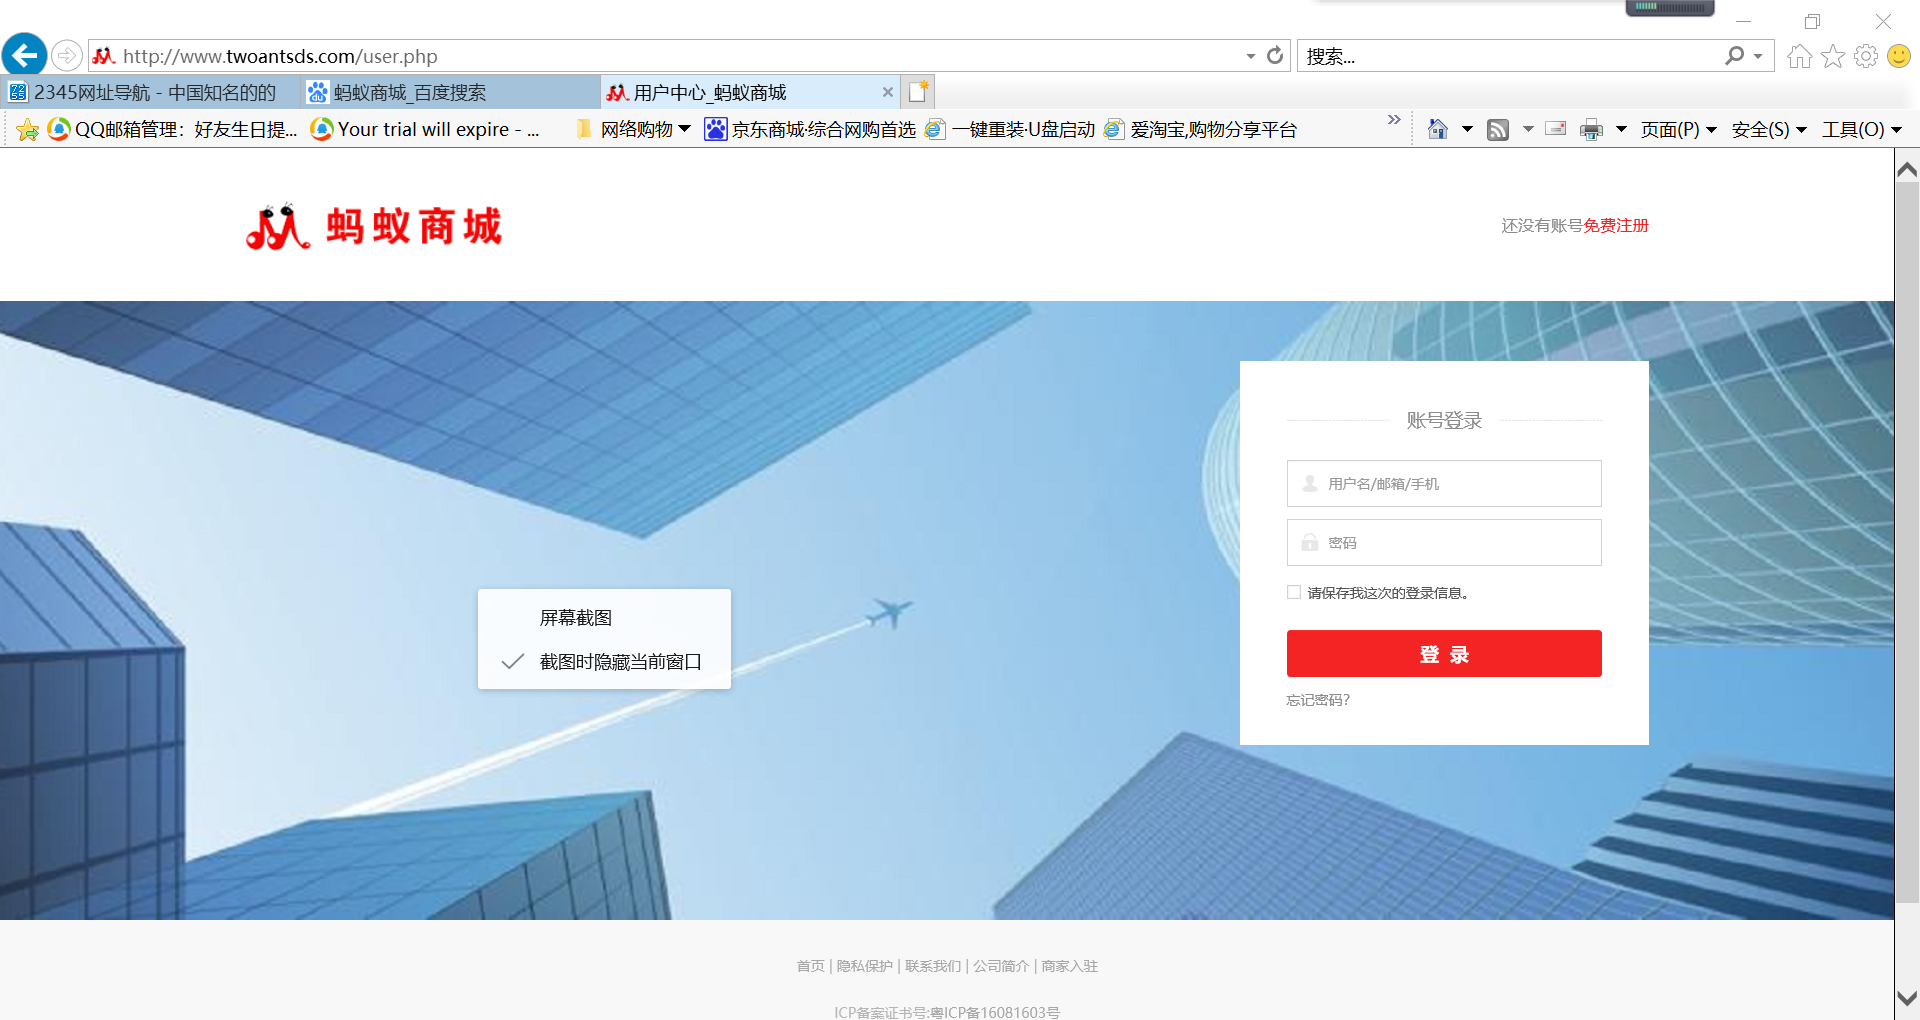 http://www.twoantsds.com/user.php
搜索...
2345网址导航 - 中国知名的的
蚂蚁商城_百度搜索
用户中心_蚂蚁商城
QQ邮箱管理：好友生日提...
Your trial will expire - ...
网络购物
京东商城·综合网购首选
一键重装·U盘启动
爱淘宝,购物分享平台
页面(P)
安全(S)
工具(O)
蚂蚁商城
还没有账号免费注册
账号登录
用户名/邮箱/手机
密码
请保存我这次的登录信息。
屏幕截图
截图时隐藏当前窗口
登 录
忘记密码?
首页 | 隐私保护 | 联系我们 | 公司简介 | 商家入驻
ICP备案证书号:粤ICP备16081603号